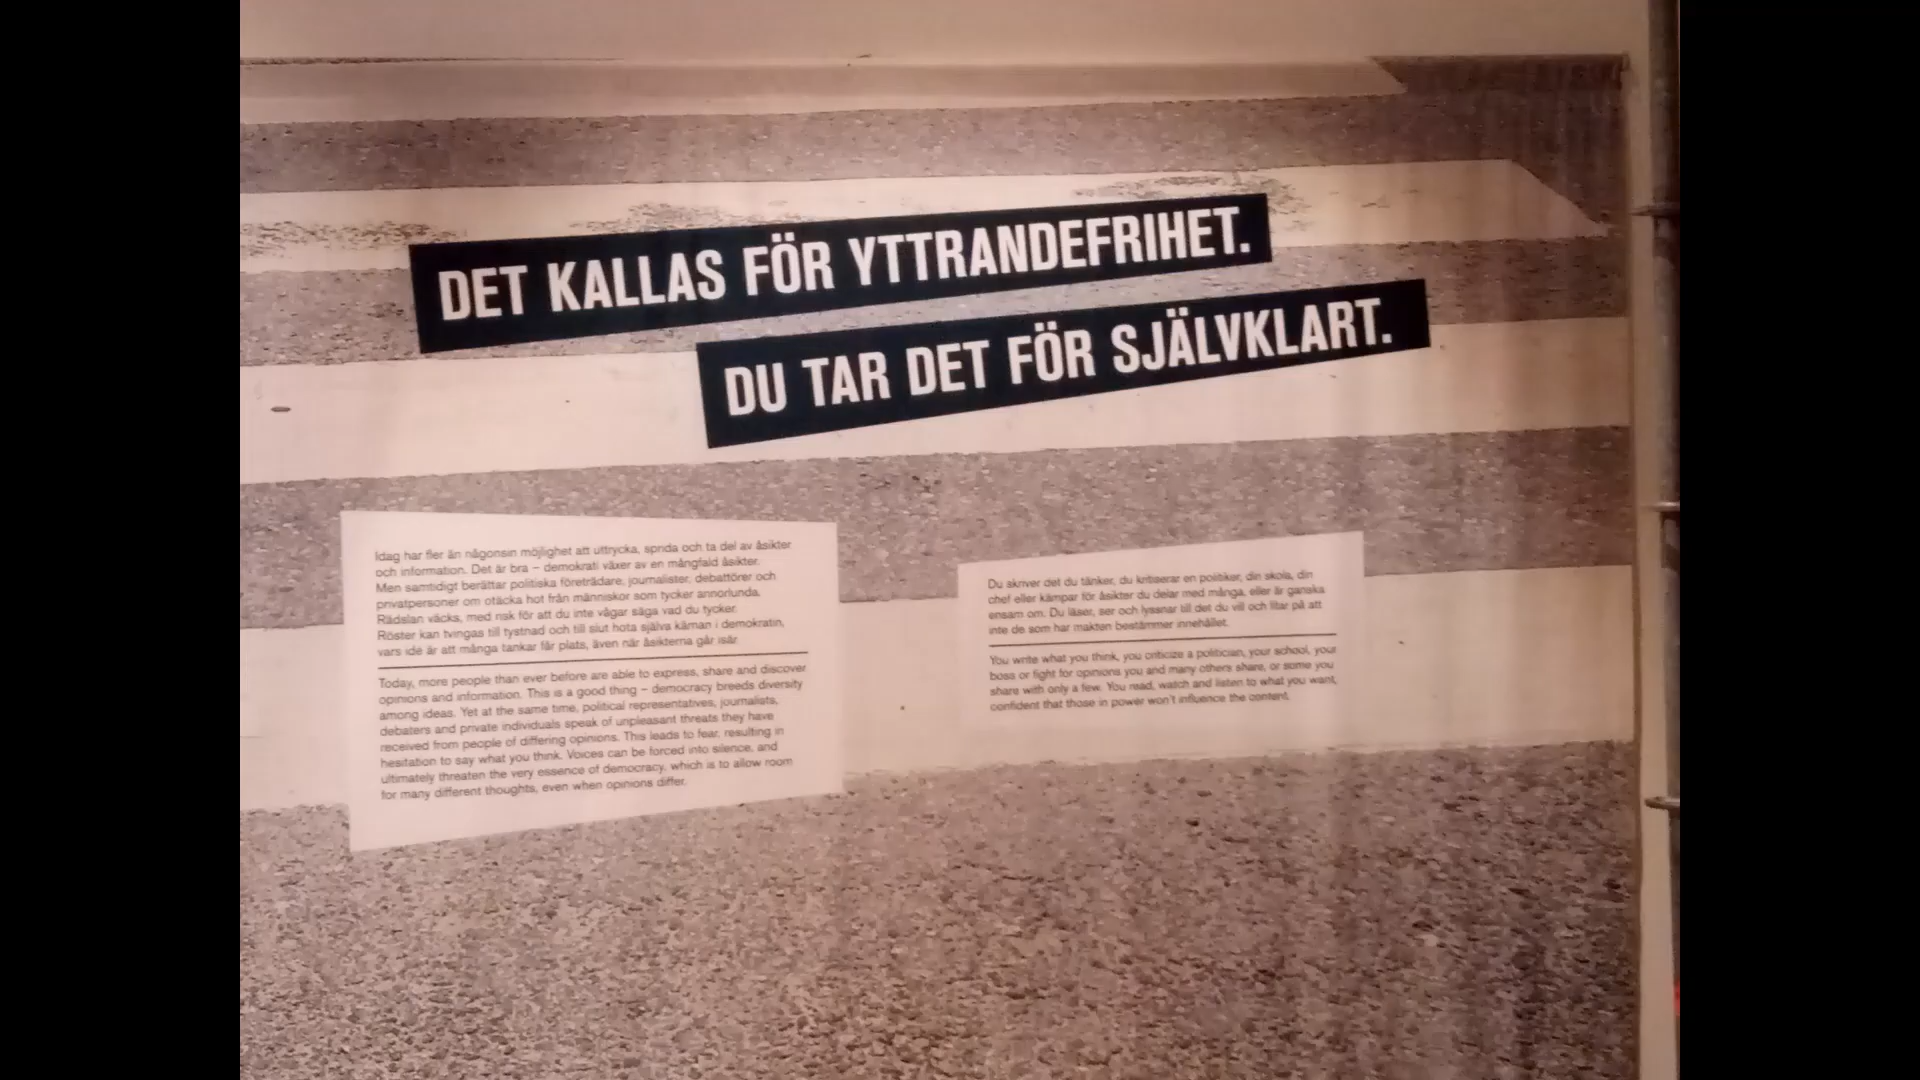 DET KALLAS FÖR YTTRANDEFRIHET.
DU TAR DET FÖR SJÄLVKLART.
Idag har fler än någonsin möjlighet att uttrycka, sprida och ta del av åsikter
och information. Det är bra – demokrati växer av en mångfald åsikter.
Men samtidigt berättar politiska företrädare, journalister, debattörer och
privatpersoner om otäcka hot från människor som tycker annorlunda.
Rädslan väcks, med risk för att du inte vågar säga vad du tycker.
Röster kan tvingas till tystnad och till slut hota själva kärnan i demokratin,
vars idé är att många tankar får plats, även när åsikterna går isär.
Today, more people than ever before are able to express, share and discover
opinions and information. This is a good thing – democracy breeds diversity
among ideas. Yet at the same time, political representatives, journalists,
debaters and private individuals speak of unpleasant threats they have
received from people of differing opinions. This leads to fear, resulting in
hesitation to say what you think. Voices can be forced into silence, and
ultimately threaten the very essence of democracy, which is to allow room
for many different thoughts, even when opinions differ.
Du skriver det du tänker, du kritiserar en politiker, din skola, din
chef eller kämpar för åsikter du delar med många, eller är ganska
ensam om. Du läser, ser och lyssnar till det du vill och litar på att
inte de som har makten bestämmer innehållet.
You write what you think, you criticize a politician, your school, your
boss or fight for opinions you and many others share, or some you
share with only a few. You read, watch and listen to what you want,
confident that those in power won't influence the content.